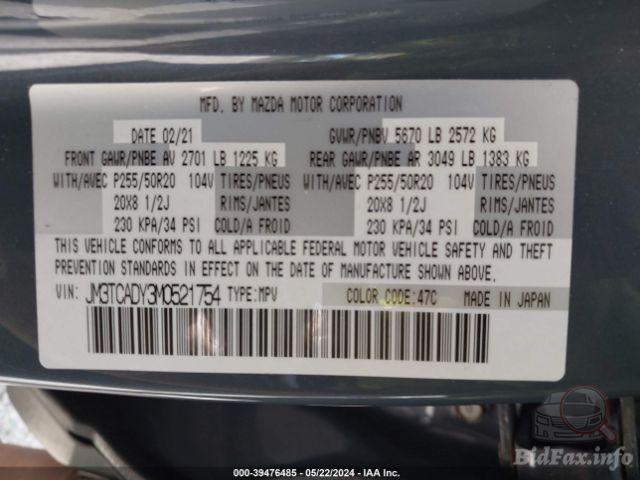 MFD. BY MAZDA MOTOR CORPORATION
DATE 02/21 GVWR/PNBV 5670 LB 2572 KG
FRONT GAWR/PNBE AV 2701 LB 1225 KG REAR GAWR/PNBE AR 3049 LB 1383 KG
WITH/AVEC P255/50R20 104V TIRES/PNEUS WITH/AVEC P255/50R20 104V TIRES/PNEUS
20X8 1/2J RIMS/JANTES 20X8 1/2J RIMS/JANTES
230 KPA/34 PSI COLD/A FROID 230 KPA/34 PSI COLD/A FROID
THIS VEHICLE CONFORMS TO ALL APPLICABLE FEDERAL MOTOR VEHICLE SAFETY AND THEFT
PREVENTION STANDARDS IN EFFECT ON THE DATE OF MANUFACTURE SHOWN ABOVE.
VIN: JM3TCADY3M0521754 TYPE:MPV COLOR CODE:47C MADE IN JAPAN
BidFax.info
000-39476485 - 05/22/2024 - IAA Inc.